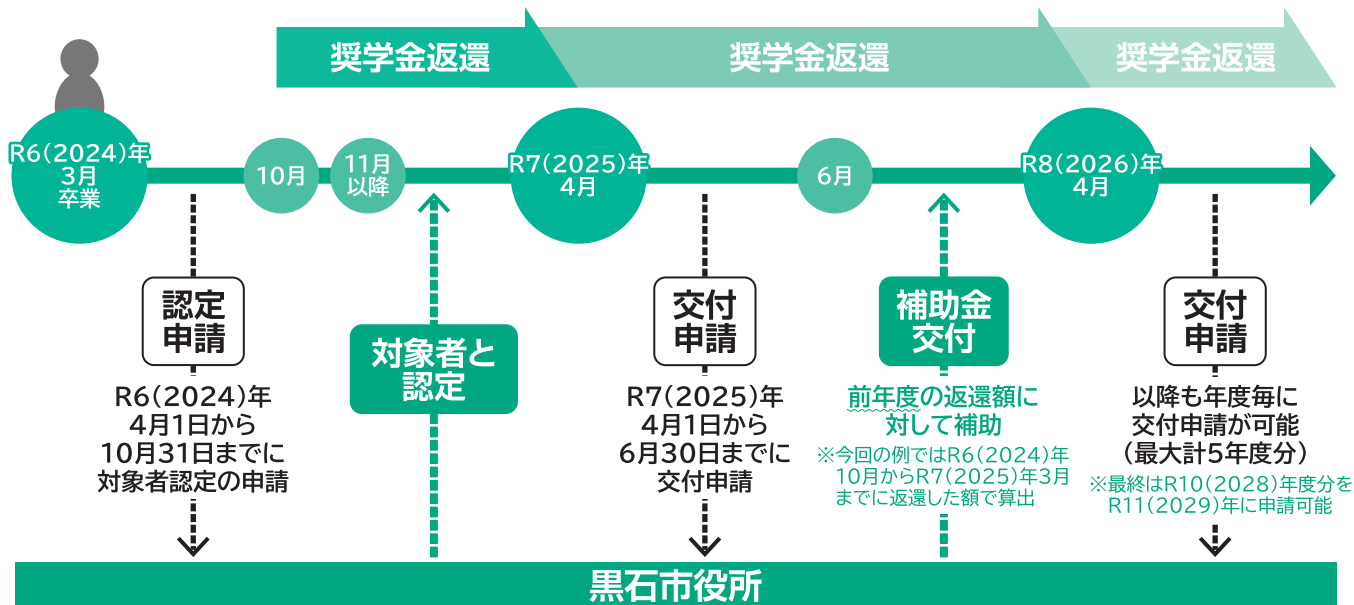 奨学金返還
奨学金返還
奨学金返還
R6(2024)年
3月
卒業
10月
11月
以降
R7(2025)年
4月
6月
R8(2026)年
4月
認定
申請
R6(2024)年
4月1日から
10月31日までに
対象者認定の申請
対象者と
認定
交付
申請
R7(2025)年
4月1日から
6月30日までに
交付申請
補助金
交付
前年度の返還額に
対して補助
※今回の例ではR6(2024)年
10月からR7(2025)年3月
までに返還した額で算出
交付
申請
以降も年度毎に
交付申請が可能
(最大計5年度分)
※最終はR10(2028)年度分を
R11(2029)年に申請可能
黒石市役所